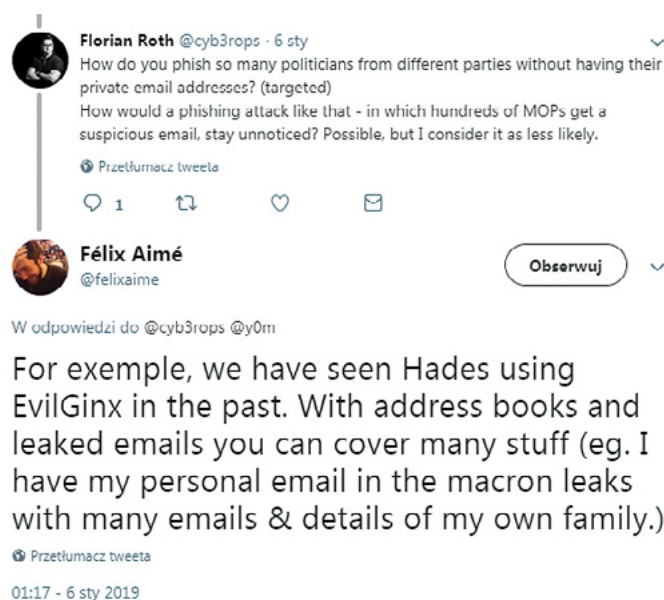 Florian Roth @cyb3rops · 6 sty
How do you phish so many politicians from different parties without having their
private email addresses? (targeted)
How would a phishing attack like that - in which hundreds of MOPs get a
suspicious email, stay unnoticed? Possible, but I consider it as less likely.
Przetłumacz tweeta
1
Félix Aimé
@felixaime
Obserwuj
W odpowiedzi do @cyb3rops @y0m
For exemple, we have seen Hades using
EvilGinx in the past. With address books and
leaked emails you can cover many stuff (eg. I
have my personal email in the macron leaks
with many emails & details of my own family.)
Przetłumacz tweeta
01:17 - 6 sty 2019